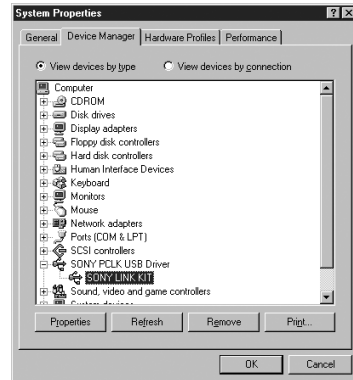 System Properties
General Device Manager Hardware Profiles Performance
View devices by type View devices by connection
Computer
CDROM
Disk drives
Display adapters
Floppy disk controllers
Hard disk controllers
Human Interface Devices
Keyboard
Monitors
Mouse
Network adapters
Ports (COM & LPT)
SCSI controllers
SONY PCLK USB Driver
SONY LINK KIT
Sound, video and game controllers
System devices
Properties Refresh Remove Print...
OK Cancel